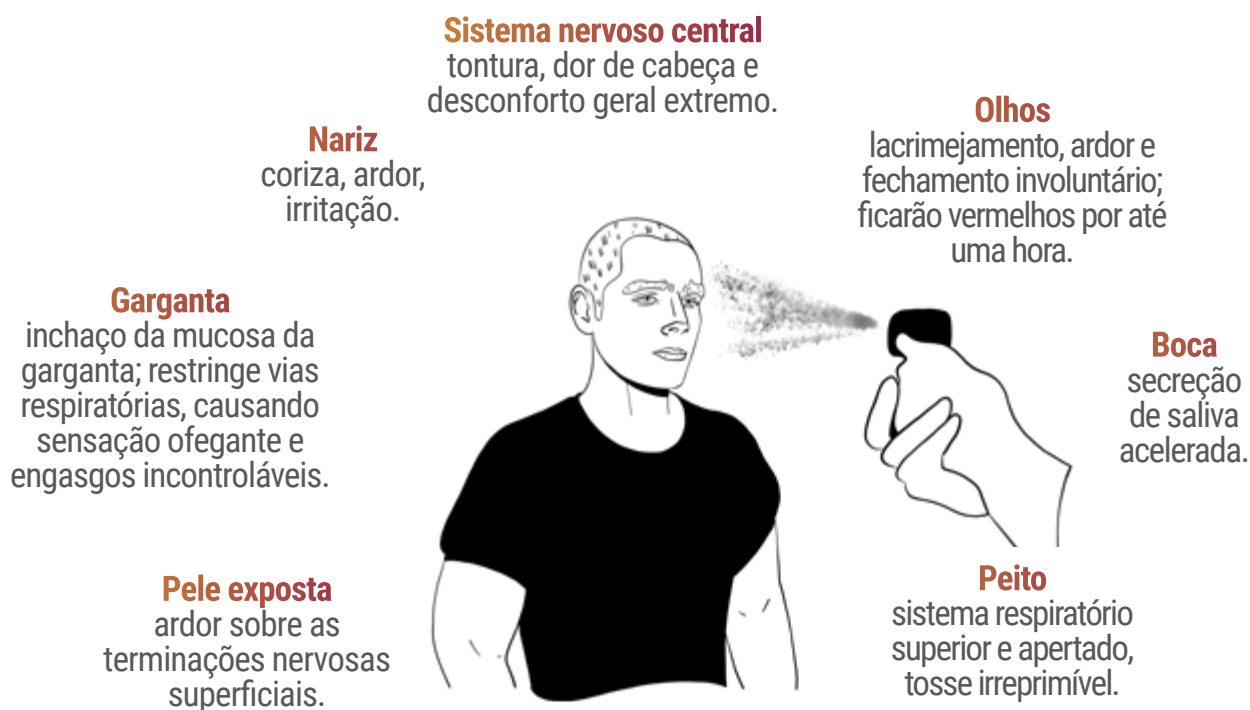 Sistema nervoso central
tontura, dor de cabeça e
desconforto geral extremo.
Nariz
coriza, ardor,
irritação.
Olhos
lacrimejamento, ardor e
fechamento involuntário;
ficarão vermelhos por até
uma hora.
Garganta
inchaço da mucosa da
garganta; restringe vias
respiratórias, causando
sensação ofegante e
engasgos incontroláveis.
Boca
secreção
de saliva
acelerada.
Pele exposta
ardor sobre as
terminações nervosas
superficiais.
Peito
sistema respiratório
superior e apertado,
tosse irreprimível.